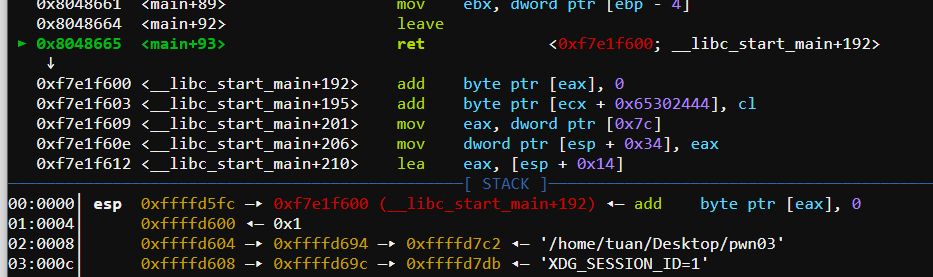 0x8048661 <main+89> mov ebx, dword ptr [ebp - 4]
0x8048664 <main+92> leave
► 0x8048665 <main+93> ret <0xf7e1f600; __libc_start_main+192>
↓
0xf7e1f600 <__libc_start_main+192> add byte ptr [eax], 0
0xf7e1f603 <__libc_start_main+195> add byte ptr [ecx + 0x65302444], cl
0xf7e1f609 <__libc_start_main+201> mov eax, dword ptr [0x7c]
0xf7e1f60e <__libc_start_main+206> mov dword ptr [esp + 0x34], eax
0xf7e1f612 <__libc_start_main+210> lea eax, [esp + 0x14]
[ STACK ]
00:0000│ esp 0xffffd5fc —▸ 0xf7e1f600 (__libc_start_main+192) ◂— add byte ptr [eax], 0
01:0004│ 0xffffd600 ◂— 0x1
02:0008│ 0xffffd604 —▸ 0xffffd694 —▸ 0xffffd7c2 ◂— '/home/tuan/Desktop/pwn03'
03:000c│ 0xffffd608 —▸ 0xffffd69c —▸ 0xffffd7db ◂— 'XDG_SESSION_ID=1'